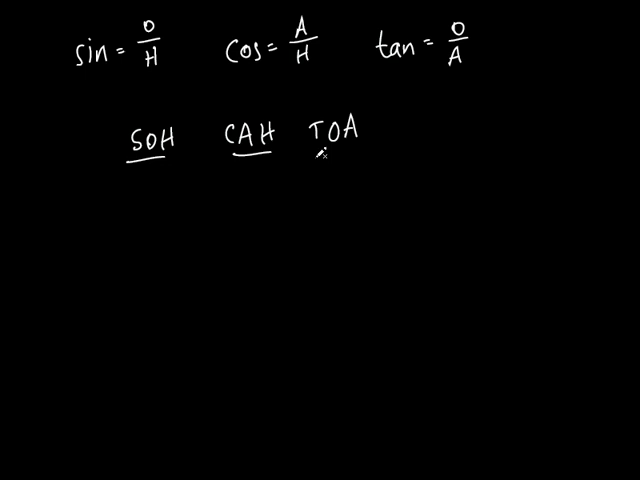 sin = O/H cos = A/H tan = O/A
SOH CAH TOA